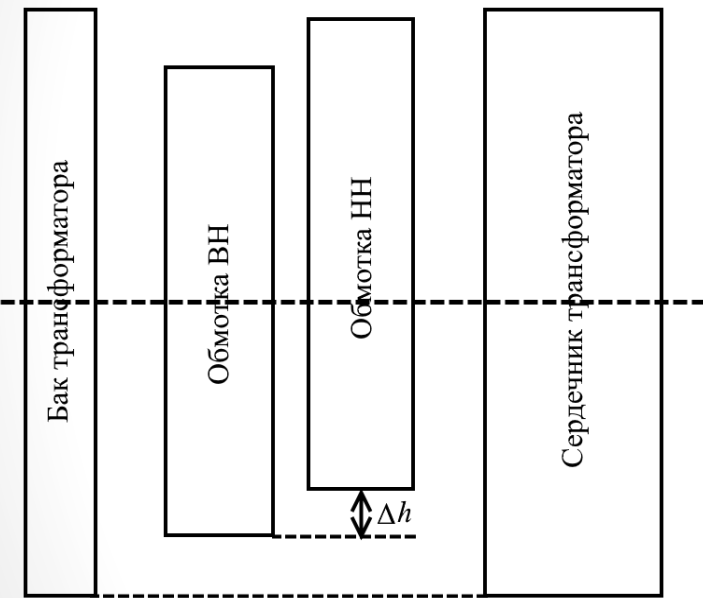 Бак трансформатора
Обмотка ВН
Обмотка НН
Сердечник трансформатора
Δh